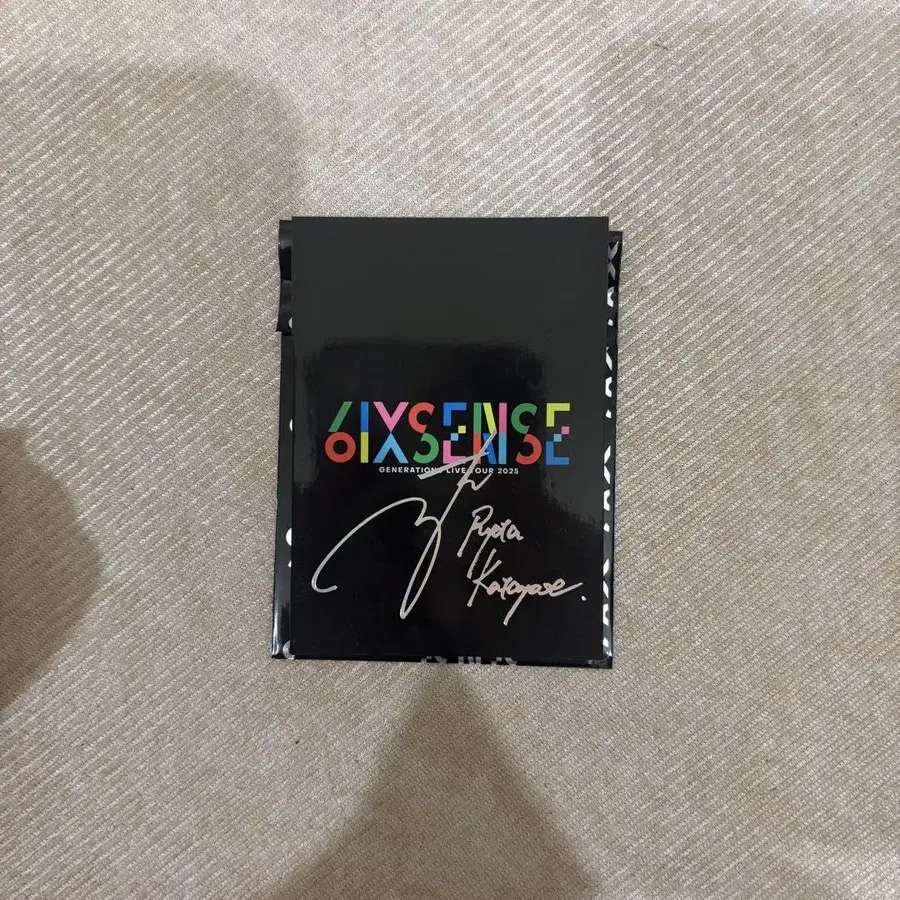 6IXSENSE
GENERATIONS LIVE TOUR 2025
Ryota
Katayose.